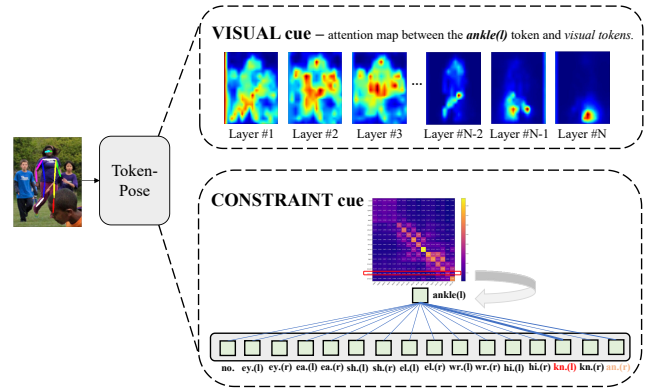 VISUAL cue – attention map between the ankle(l) token and visual tokens.
...
Layer #1 Layer #2 Layer #3 Layer #N-2 Layer #N-1 Layer #N
Token-
Pose
CONSTRAINT cue
ankle(l)
no. ey.(l) ey.(r) ea.(l) ea.(r) sh.(l) sh.(r) el.(l) el.(r) wr.(l) wr.(r) hi.(l) hi.(r) kn.(l) kn.(r) an.(r)